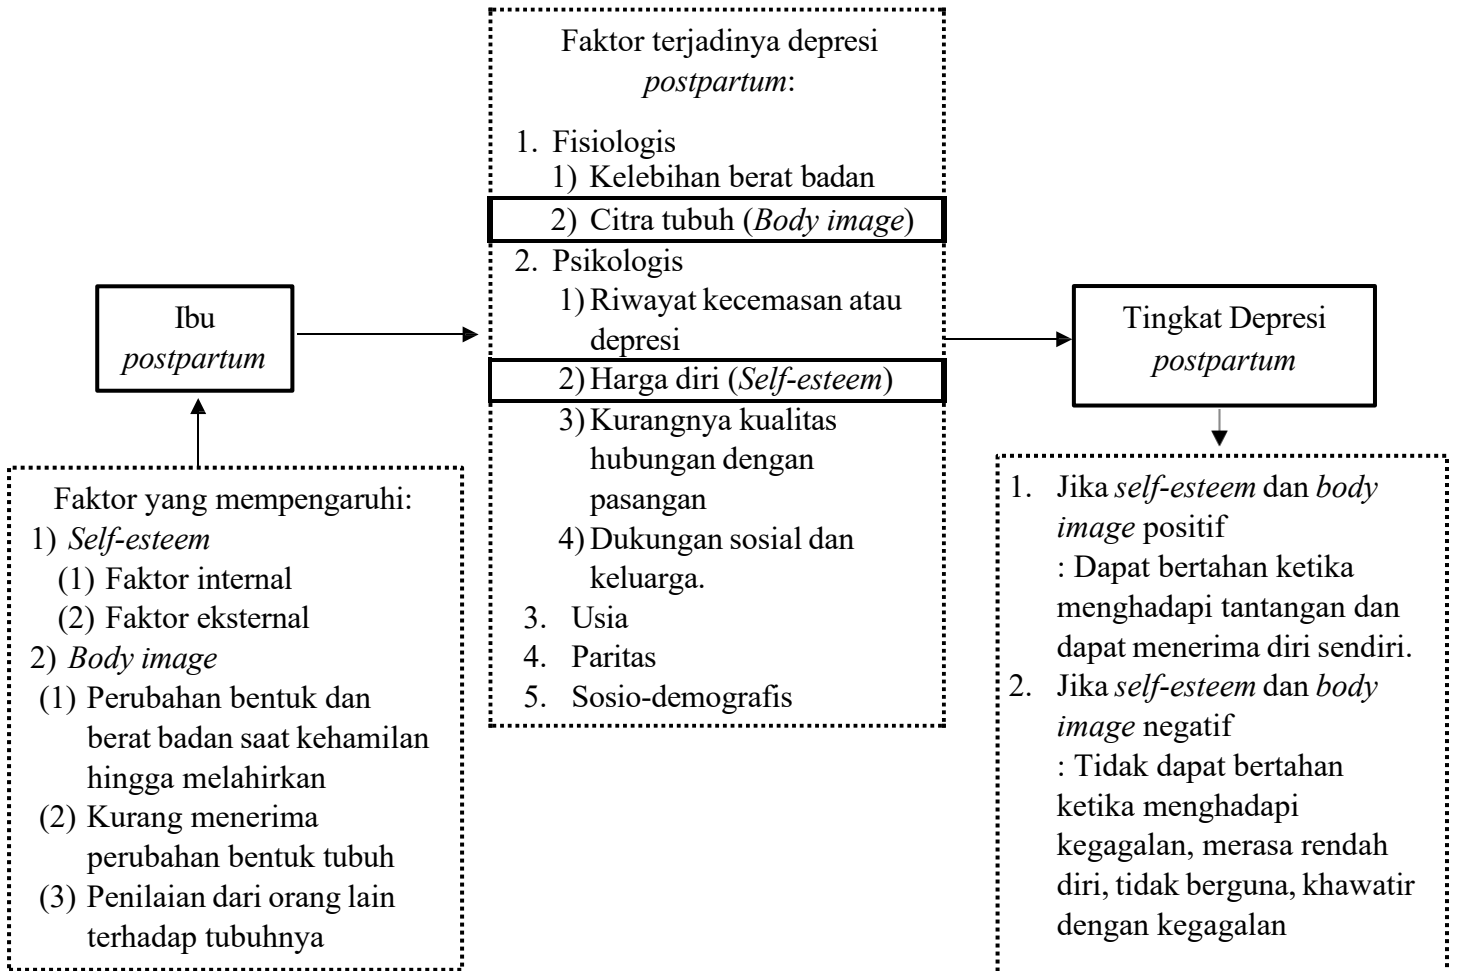 Faktor terjadinya depresi
postpartum:
1. Fisiologis
1) Kelebihan berat badan
2) Citra tubuh (Body image)
2. Psikologis
1) Riwayat kecemasan atau
depresi
2) Harga diri (Self-esteem)
3) Kurangnya kualitas
hubungan dengan
pasangan
4) Dukungan sosial dan
keluarga.
3. Usia
4. Paritas
5. Sosio-demografis
Ibu
postpartum
Tingkat Depresi
postpartum
Faktor yang mempengaruhi:
1) Self-esteem
(1) Faktor internal
(2) Faktor eksternal
2) Body image
(1) Perubahan bentuk dan
berat badan saat kehamilan
hingga melahirkan
(2) Kurang menerima
perubahan bentuk tubuh
(3) Penilaian dari orang lain
terhadap tubuhnya
1. Jika self-esteem dan body
image positif
: Dapat bertahan ketika
menghadapi tantangan dan
dapat menerima diri sendiri.
2. Jika self-esteem dan body
image negatif
: Tidak dapat bertahan
ketika menghadapi
kegagalan, merasa rendah
diri, tidak berguna, khawatir
dengan kegagalan